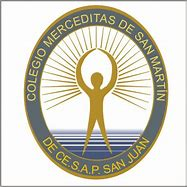 COLEGIO MERCEDITAS DE SAN MARTÍN
DE.CE.S.A.P. SAN JUAN